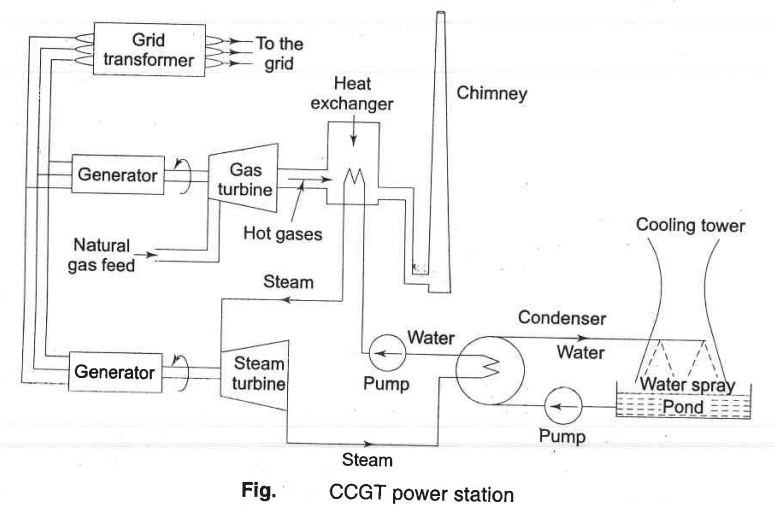 Grid
transformer
To the
grid
Heat
exchanger
Chimney
Generator
Gas
turbine
Hot gases
Natural
gas feed
Cooling tower
Steam
Condenser
Water
Water
Generator
Steam
turbine
Pump
Water spray
Pond
Pump
Steam
Fig. CCGT power station